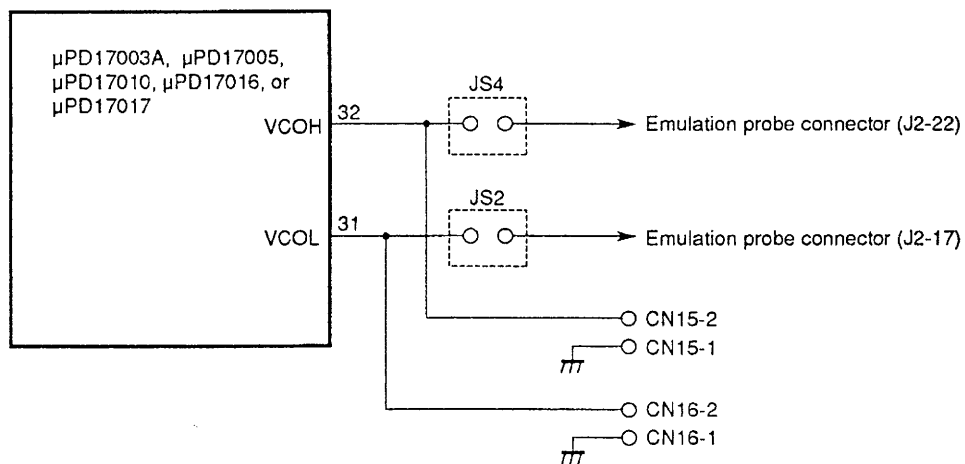 µPD17003A, µPD17005,
µPD17010, µPD17016, or
µPD17017
JS4
VCOH 32
Emulation probe connector (J2-22)
JS2
VCOL 31
Emulation probe connector (J2-17)
CN15-2
CN15-1
CN16-2
CN16-1